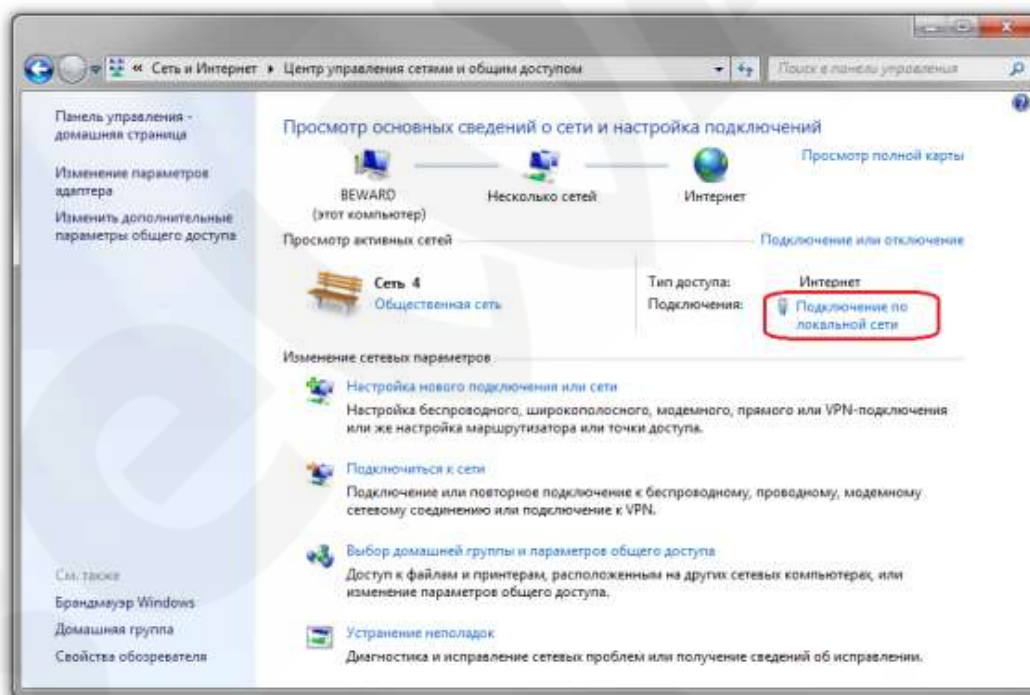 « Сеть и Интернет ▸ Центр управления сетями и общим доступом
Поиск в панели управления
Панель управления -
домашняя страница
Изменение параметров
адаптера
Изменить дополнительные
параметры общего доступа
Просмотр основных сведений о сети и настройка подключений
Просмотр полной карты
BEWARD
(этот компьютер)
Несколько сетей
Интернет
Просмотр активных сетей
Подключение или отключение
Сеть 4
Общественная сеть
Тип доступа: Интернет
Подключения: Подключение по
локальной сети
Изменение сетевых параметров
Настройка нового подключения или сети
Настройка беспроводного, широкополосного, модемного, прямого или VPN-подключения
или же настройка маршрутизатора или точки доступа.
Подключиться к сети
Подключение или повторное подключение к беспроводному, проводному, модемному
сетевому соединению или подключение к VPN.
Выбор домашней группы и параметров общего доступа
Доступ к файлам и принтерам, расположенным на других сетевых компьютерах, или
изменение параметров общего доступа.
Устранение неполадок
Диагностика и исправление сетевых проблем или получение сведений об исправлении.
См. также
Брандмауэр Windows
Домашняя группа
Свойства обозревателя